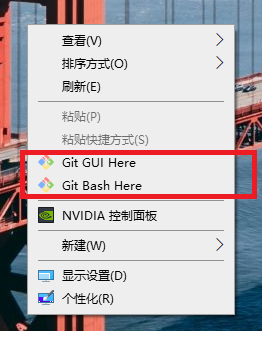 查看(V)
排序方式(O)
刷新(E)
粘贴(P)
粘贴快捷方式(S)
Git GUI Here
Git Bash Here
NVIDIA 控制面板
新建(W)
显示设置(D)
个性化(R)